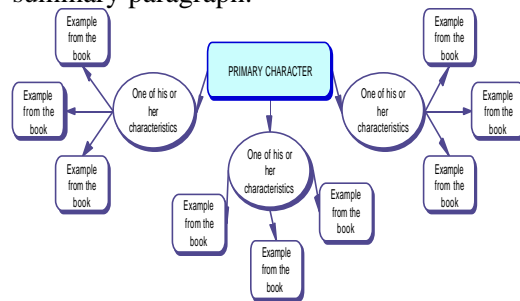 summary paragraph.
Example
from the
book
Example
from the
book
Example
from the
book
One of his or
her
characteristics
PRIMARY CHARACTER
One of his or
her
characteristics
Example
from the
book
Example
from the
book
Example
from the
book
One of his or
her
characteristics
Example
from the
book
Example
from the
book
Example
from the
book